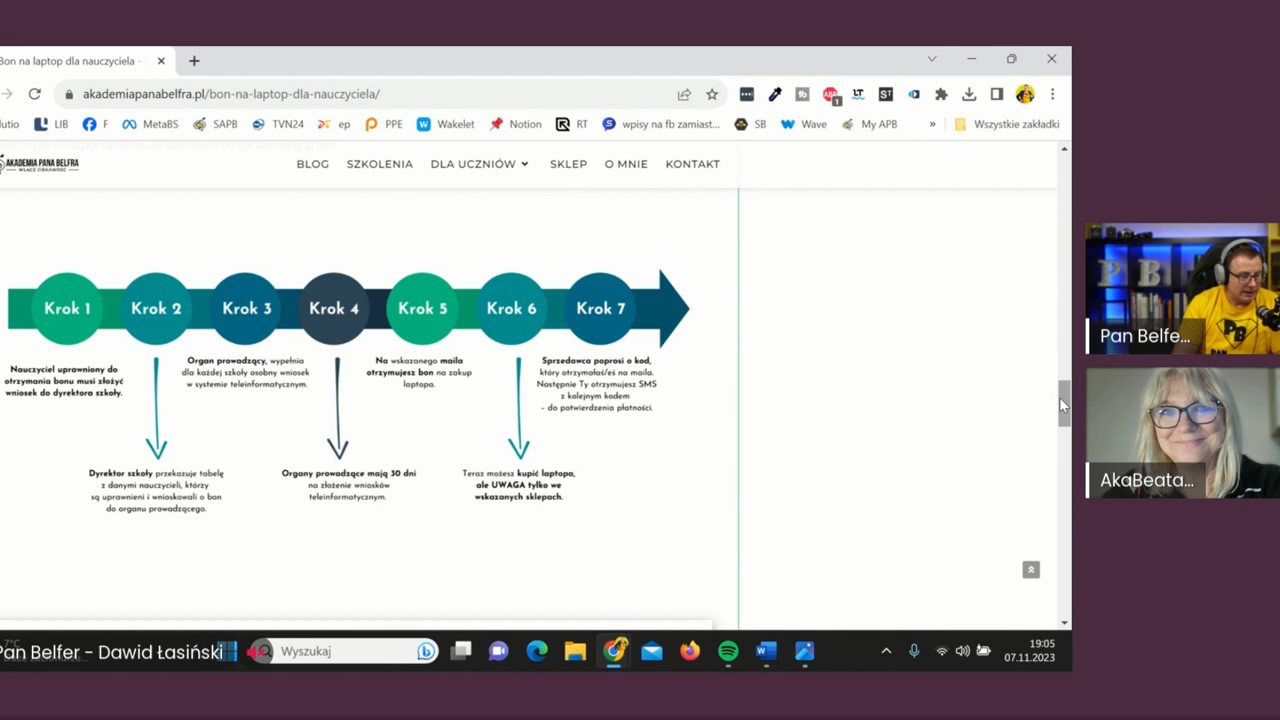 Bon na laptop dla nauczyciela -
akademiapanabelfra.pl/bon-na-laptop-dla-nauczyciela/
LIB
F
MetaBS
SAPB
TVN24
ep
PPE
Wakelet
Notion
RT
wpisy na fb zamiast...
SB
Wave
My APB
»
Wszystkie zakładki
AKADEMIA PANA BELFRA
WŁĄCZ CIEKAWOŚĆ
BLOG
SZKOLENIA
DLA UCZNIÓW
SKLEP
O MNIE
KONTAKT
Krok 1
Krok 2
Krok 3
Krok 4
Krok 5
Krok 6
Krok 7
Nauczyciel uprawniony do
otrzymania bonu musi złożyć
wniosek do dyrektora szkoły.
Organ prowadzący, wypełnia
dla każdej szkoły osobny wniosek
w systemie teleinformatycznym.
Na wskazanego maila
otrzymujesz bon na zakup
laptopa.
Sprzedawca poprosi o kod,
który otrzymałaś/eś na maila.
Następnie Ty otrzymujesz SMS
z kolejnym kodem
– do potwierdzenia płatności.
Dyrektor szkoły przekazuje tabelę
z danymi nauczycieli, którzy
są uprawnieni i wnioskowali o bon
do organu prowadzącego.
Organy prowadzące mają 30 dni
na złożenie wniosków
teleinformatycznym.
Teraz możesz kupić laptopa,
ale UWAGA tylko we
wskazanych sklepach.
Pan Belfe...
P B
AkaBeata...
7°C
Pan Belfer - Dawid Łasiński
Wyszukaj
19:05
07.11.2023